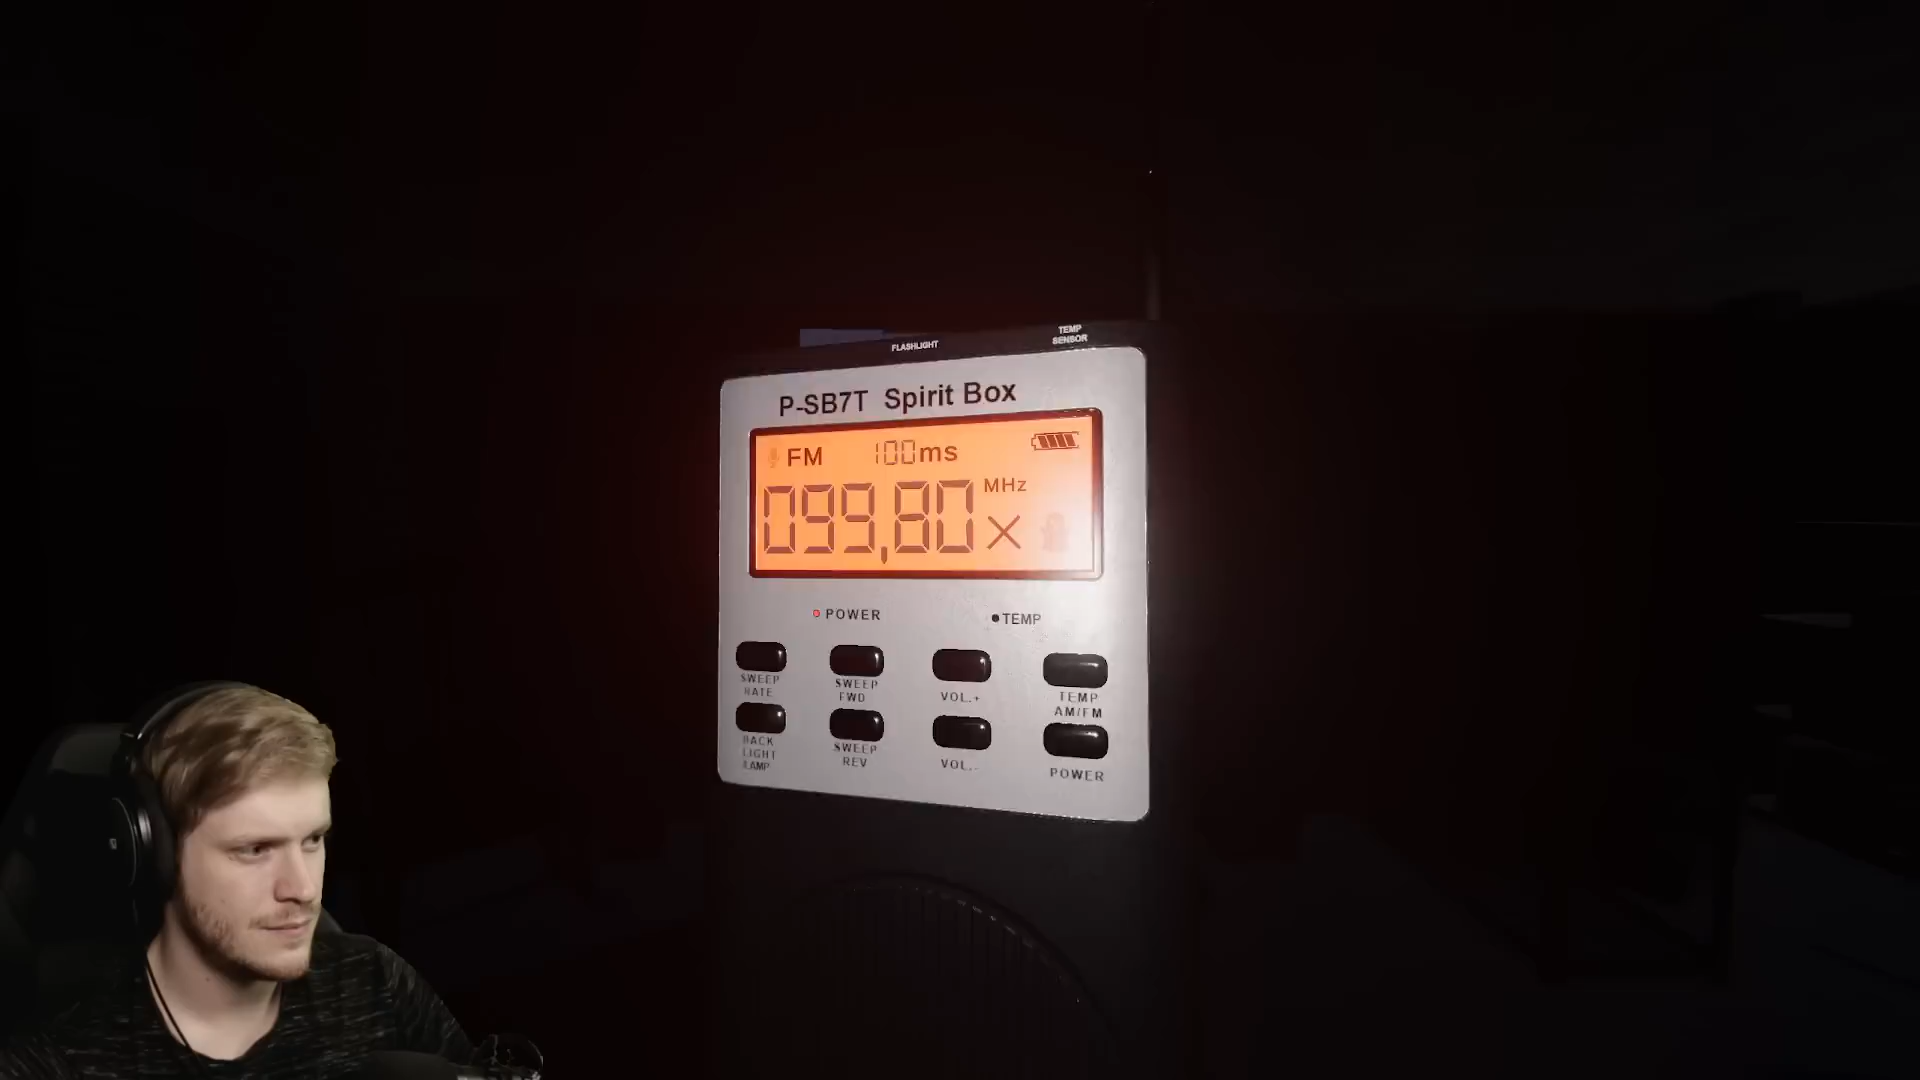 FLASHLIGHT
TEMP
SENSOR
P-SB7T Spirit Box
FM 100ms
099,80 MHz X
POWER
TEMP
SWEEP
RATE
SWEEP
FWD
VOL.+
TEMP
AM/FM
BACK
LIGHT
LAMP
SWEEP
REV
VOL.-
POWER